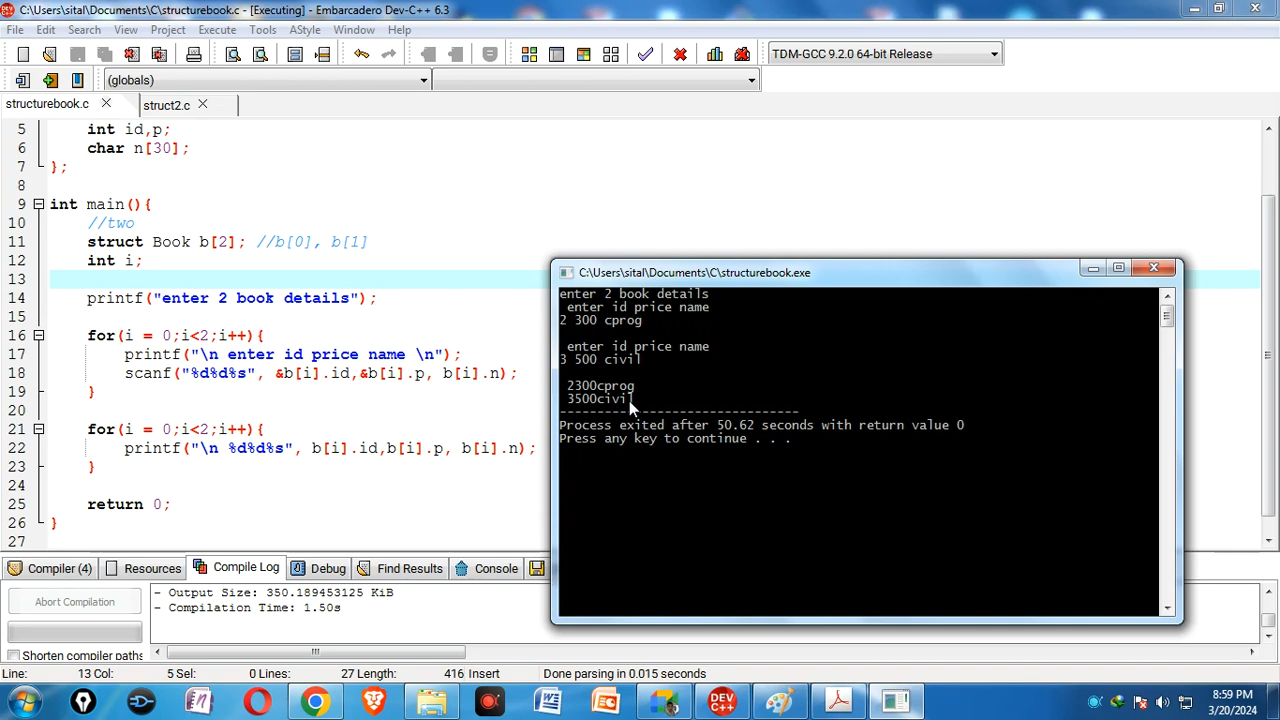 C:\Users\sital\Documents\C\structurebook.c - [Executing] - Embarcadero Dev-C++ 6.3
File Edit Search View Project Execute Tools AStyle Window Help
TDM-GCC 9.2.0 64-bit Release
(globals)
structurebook.c
struct2.c
5 int id,p;
6 char n[30];
7 };
8
9 int main(){
10 //two
11 struct Book b[2]; //b[0], b[1]
12 int i;
13
14 printf("enter 2 book details");
15
16 for(i = 0;i<2;i++){
17 printf("\n enter id price name \n");
18 scanf("%d%d%s", &b[i].id,&b[i].p, b[i].n);
19 }
20
21 for(i = 0;i<2;i++){
22 printf("\n %d%d%s", b[i].id,b[i].p, b[i].n);
23 }
24
25 return 0;
26 }
27
C:\Users\sital\Documents\C\structurebook.exe
enter 2 book details
enter id price name
2 300 cprog
enter id price name
3 500 civil
2300cprog
3500civil
--------------------------------
Process exited after 50.62 seconds with return value 0
Press any key to continue . . .
Compiler (4) Resources Compile Log Debug Find Results Console
Abort Compilation
Shorten compiler paths
- Output Size: 350.189453125 KiB
- Compilation Time: 1.50s
Line: 13 Col: 5 Sel: 0 Lines: 27 Length: 416 Insert Done parsing in 0.015 seconds
DEV C++
8:59 PM
3/20/2024